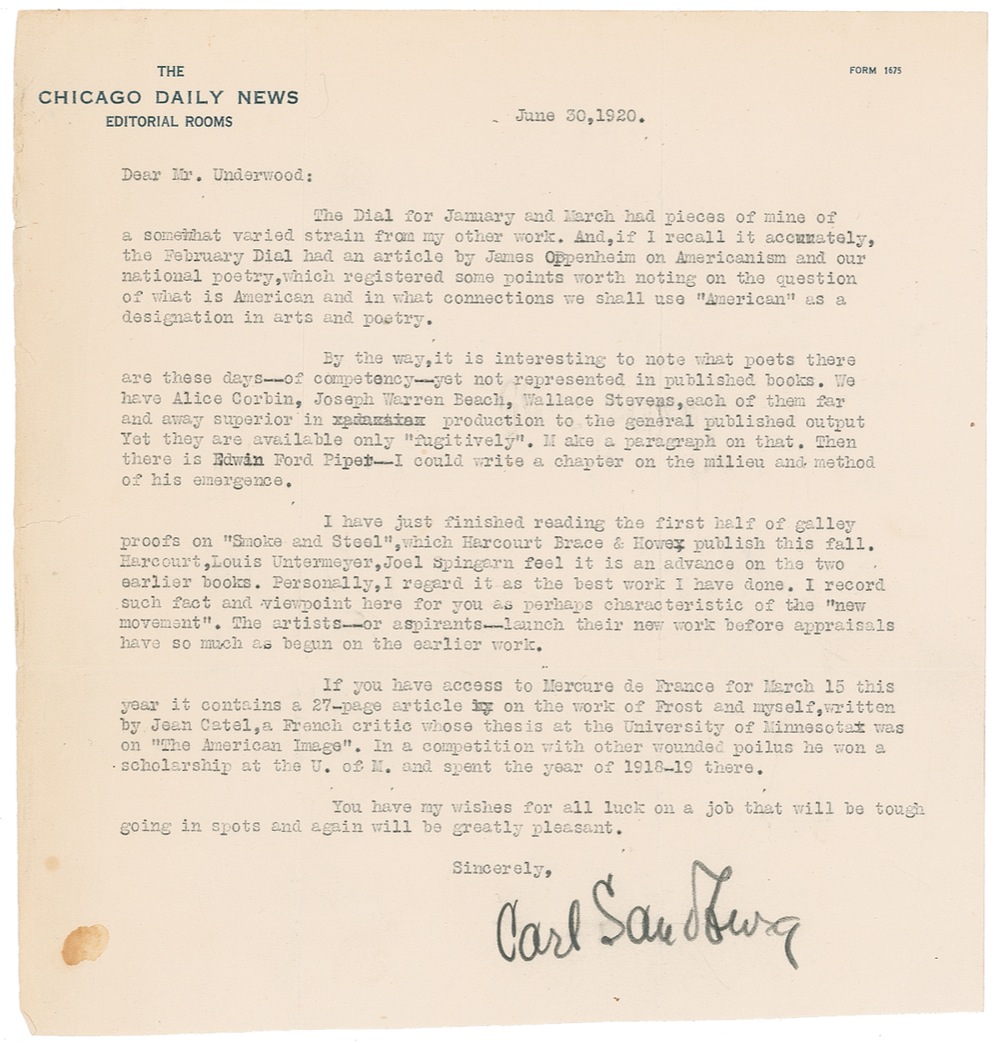 THE
FORM 1675
CHICAGO DAILY NEWS
EDITORIAL ROOMS
June 30,1920.
Dear Mr. Underwood:
The Dial for January and March had pieces of mine of
a somewhat varied strain from my other work. And,if I recall it accurately,
the February Dial had an article by James Oppenheim on Americanism and our
national poetry,which registered some points worth noting on the question
of what is American and in what connections we shall use "American" as a
designation in arts and poetry.
By the way,it is interesting to note what poets there
are these days--of competency--yet not represented in published books. We
have Alice Corbin, Joseph Warren Beach, Wallace Stevens,each of them far
and away superior in production to the general published output
Yet they are available only "fugitively". M ake a paragraph on that. Then
there is Edwin Ford Piper--I could write a chapter on the milieu and method
of his emergence.
I have just finished reading the first half of galley
proofs on "Smoke and Steel",which Harcourt Brace & Howe publish this fall.
Harcourt,Louis Untermeyer,Joel Spingarn feel it is an advance on the two
earlier books. Personally,I regard it as the best work I have done. I record
such fact and viewpoint here for you as perhaps characteristic of the "new
movement". The artists--or aspirants--launch their new work before appraisals
have so much as begun on the earlier work.
If you have access to Mercure de France for March 15 this
year it contains a 27-page article on the work of Frost and myself,written
by Jean Catel,a French critic whose thesis at the University of Minnesota was
on "The American Image". In a competition with other wounded poilus he won a
scholarship at the U. of M. and spent the year of 1918-19 there.
You have my wishes for all luck on a job that will be tough
going in spots and again will be greatly pleasant.
Sincerely,
Carl Sandburg